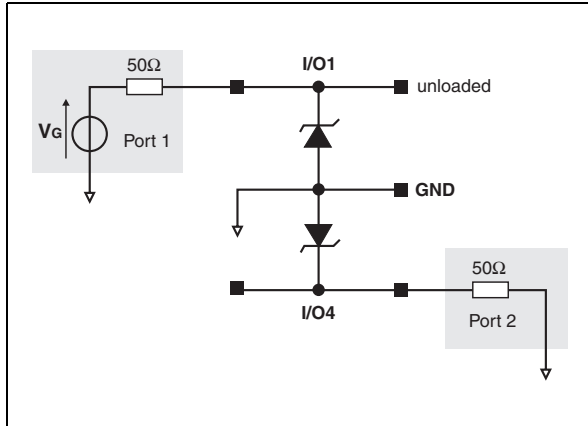 50Ω
I/O1
unloaded
VG
Port 1
GND
50Ω
I/O4
Port 2